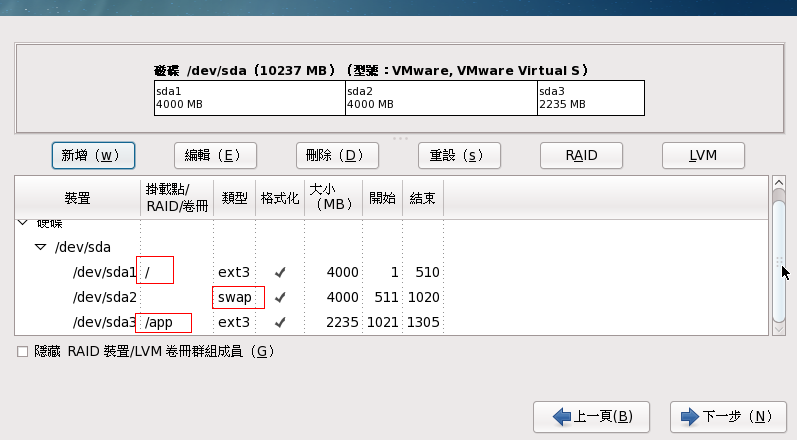 磁碟 /dev/sda（10237 MB）（型號：VMware, VMware Virtual S）
sda1 sda2 sda3
4000 MB 4000 MB 2235 MB
新增（w） 編輯（E） 刪除（D） 重設（s） RAID LVM
裝置 掛載點/ RAID/卷冊 類型 格式化 大小 （MB） 開始 結束
硬碟
/dev/sda
/dev/sda1 / ext3 ✓ 4000 1 510
/dev/sda2 swap ✓ 4000 511 1020
/dev/sda3 /app ext3 ✓ 2235 1021 1305
隱藏 RAID 裝置/LVM 卷冊群組成員（G）
上一頁(B) 下一步（N）